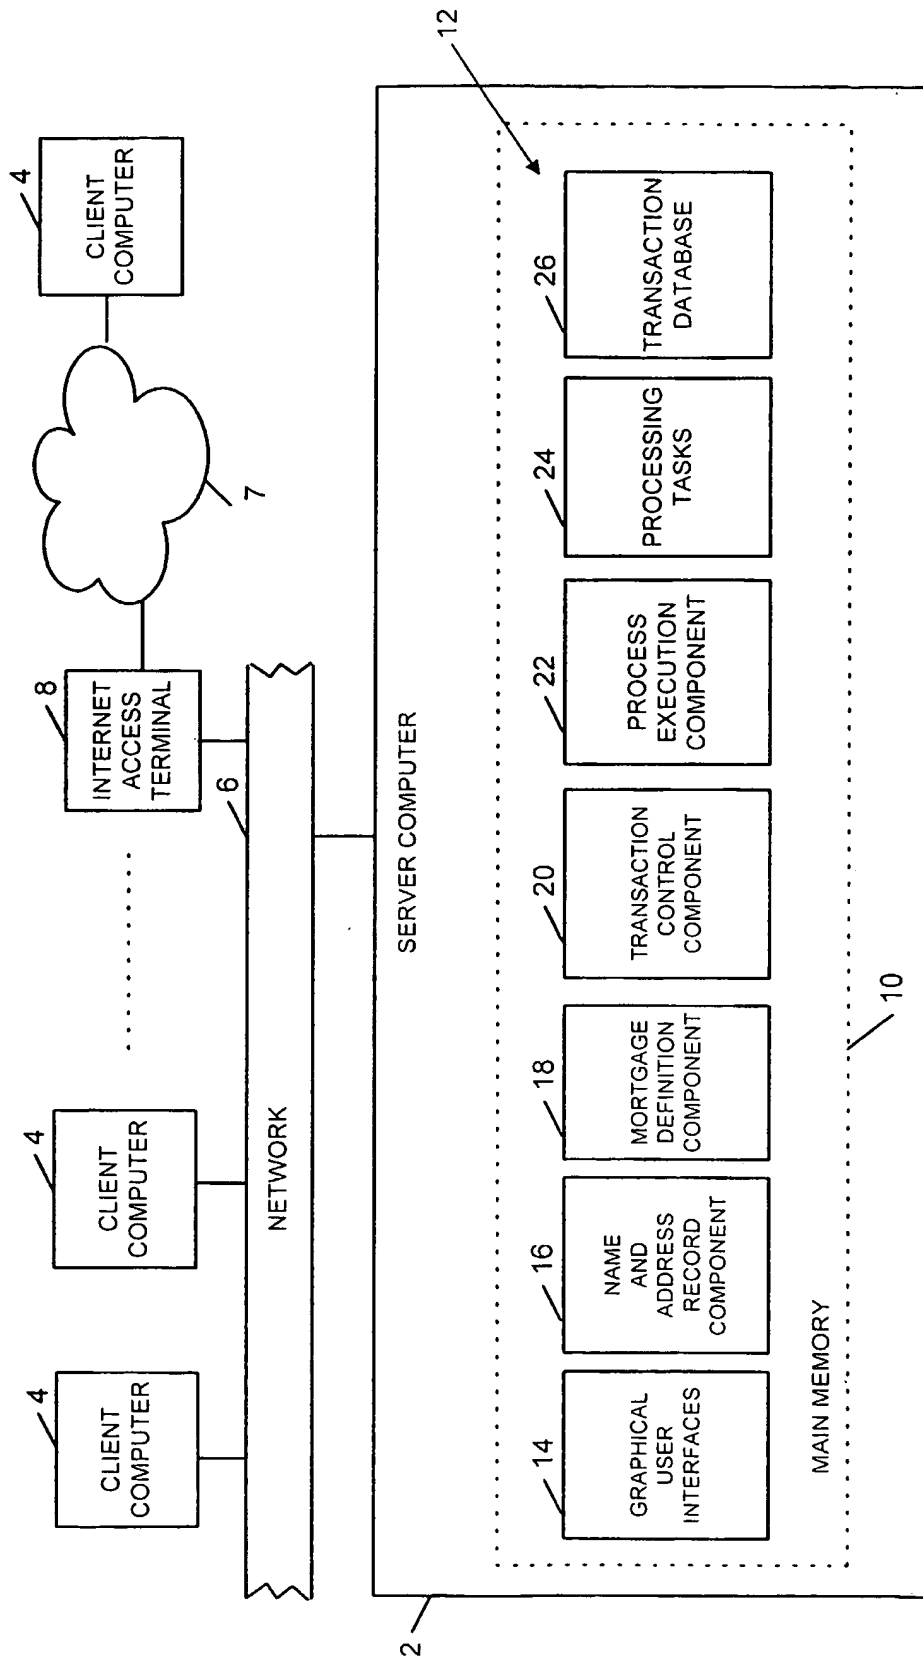 4
CLIENT
COMPUTER
4
CLIENT
COMPUTER
8
INTERNET
ACCESS
TERMINAL
7
4
CLIENT
COMPUTER
NETWORK
6
2
SERVER COMPUTER
12
14
GRAPHICAL
USER
INTERFACES
16
NAME
AND
ADDRESS
RECORD
COMPONENT
18
MORTGAGE
DEFINITION
COMPONENT
20
TRANSACTION
CONTROL
COMPONENT
22
PROCESS
EXECUTION
COMPONENT
24
PROCESSING
TASKS
26
TRANSACTION
DATABASE
MAIN MEMORY
10